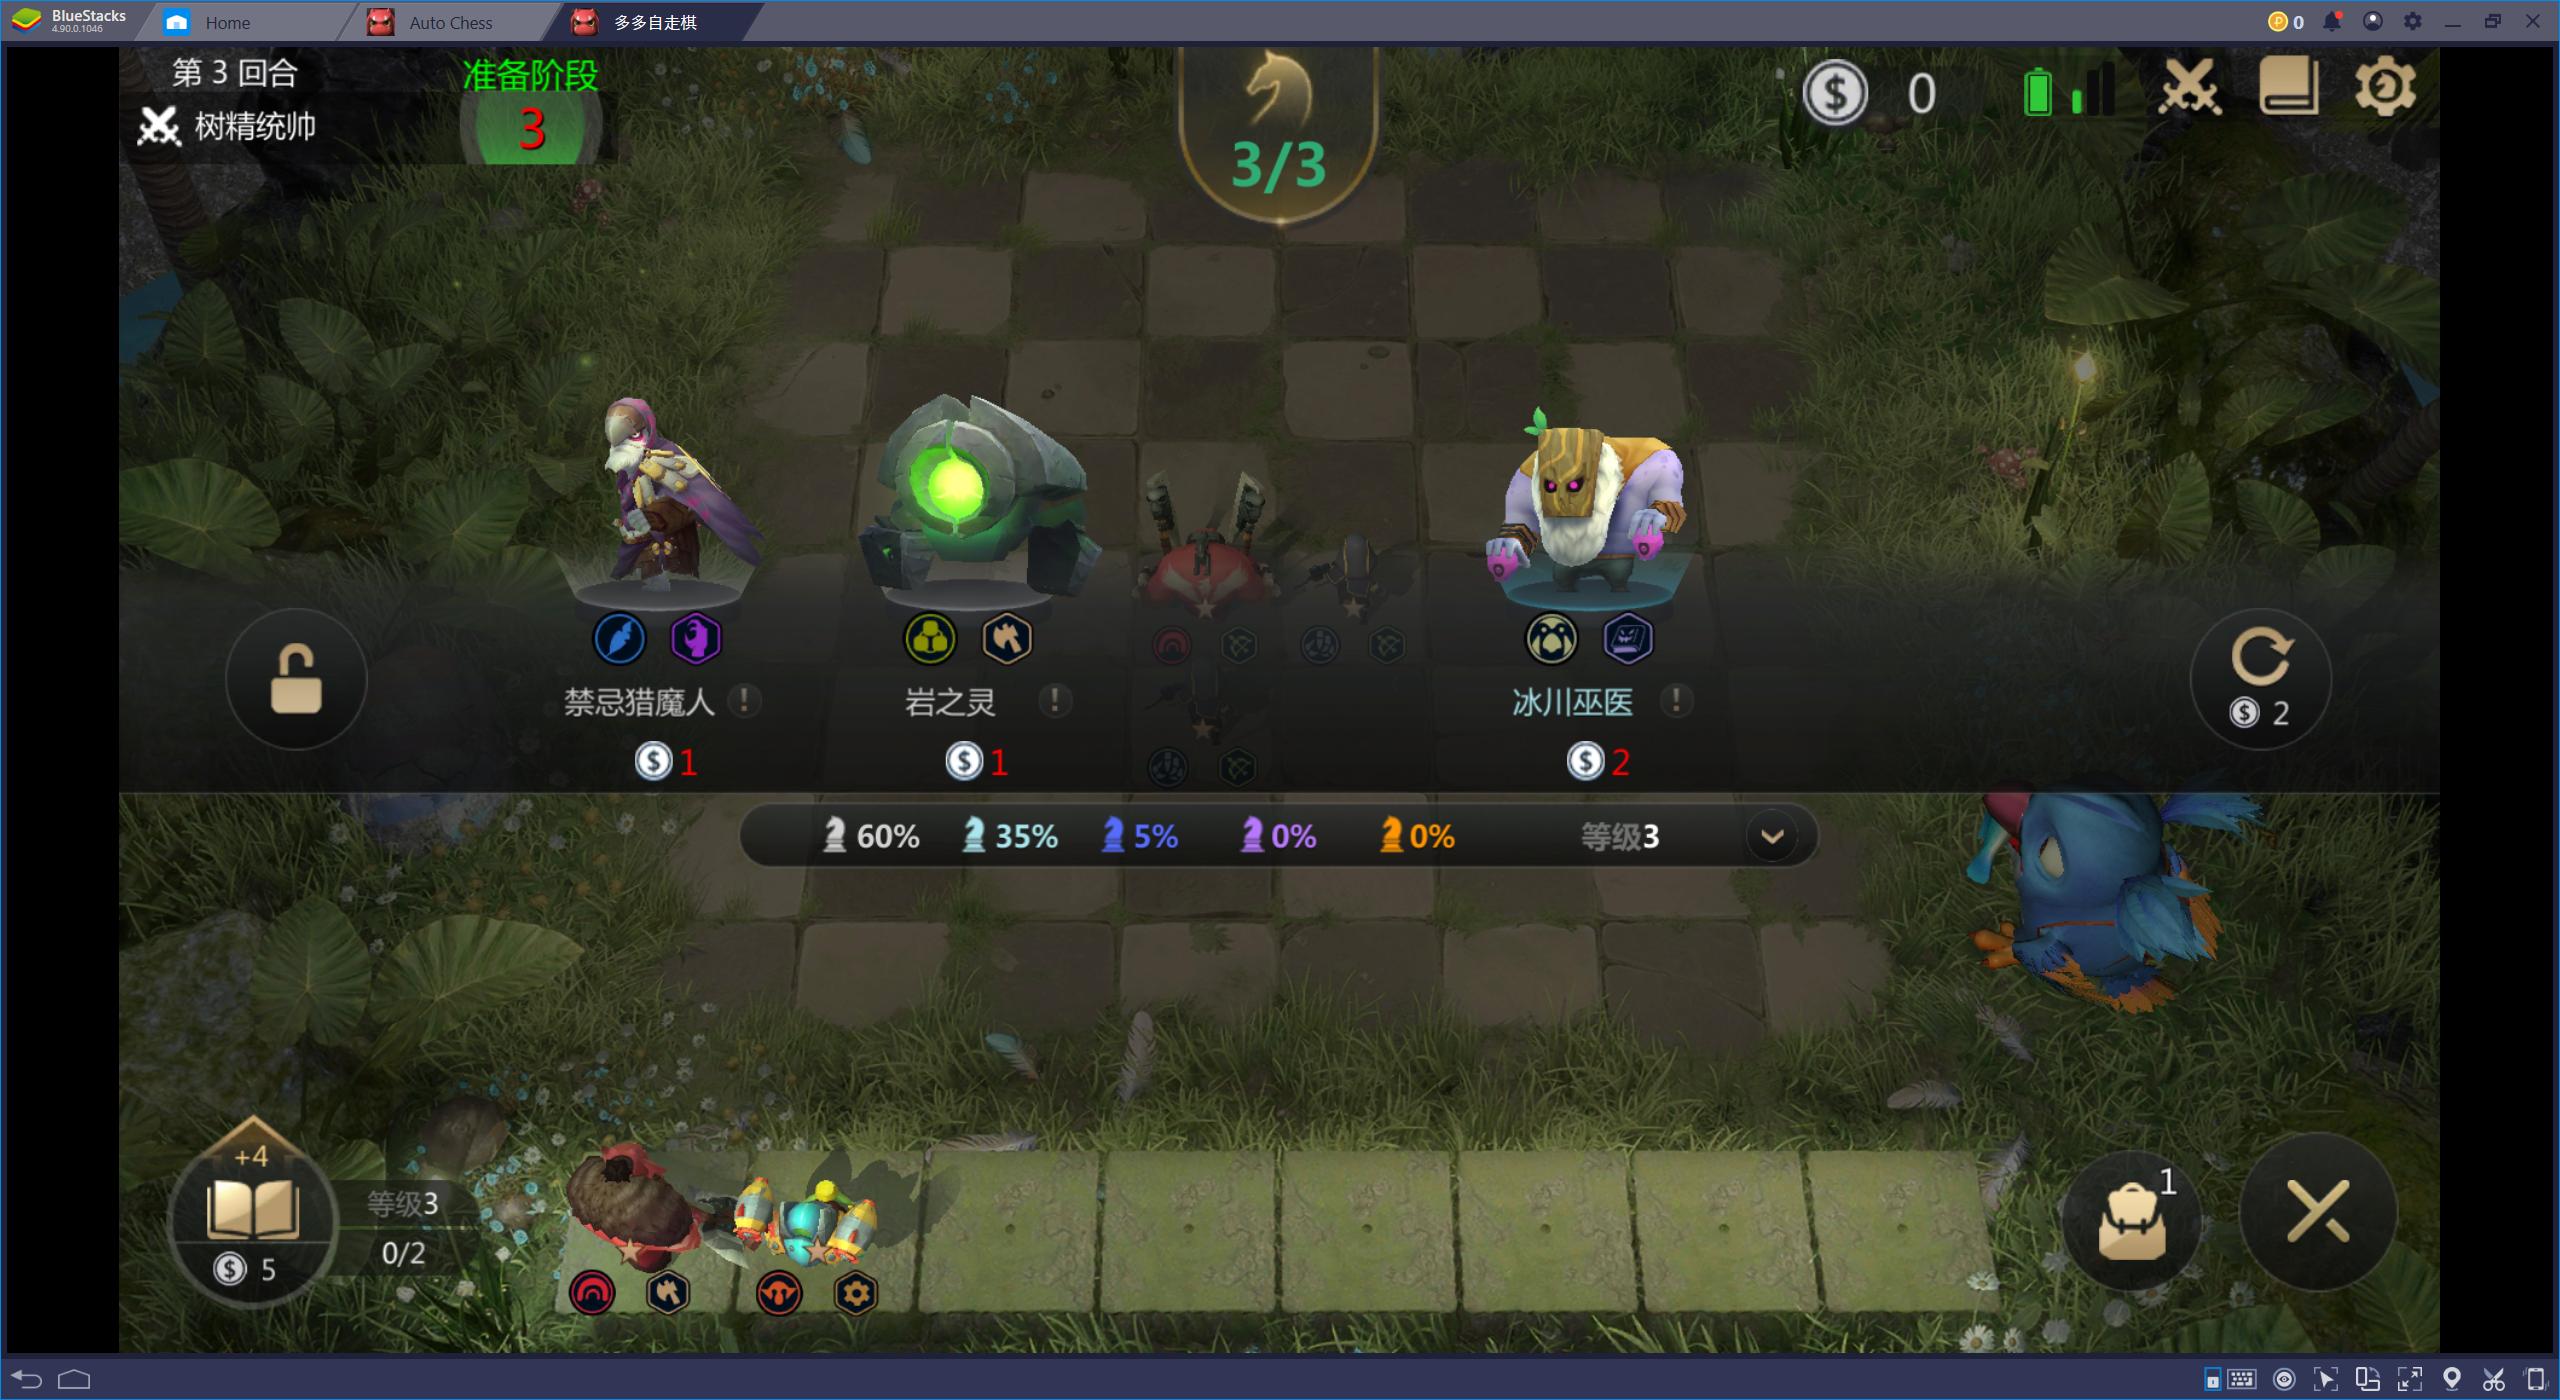 BlueStacks
4.90.0.1046
Home
Auto Chess
多多自走棋
0
第 3 回合
准备阶段
树精统帅
3
3/3
0
禁忌猎魔人 !
岩之灵 !
冰川巫医 !
2
1
1
2
60% 35% 5% 0% 0% 等级3
+4
等级3
0/2
5
1